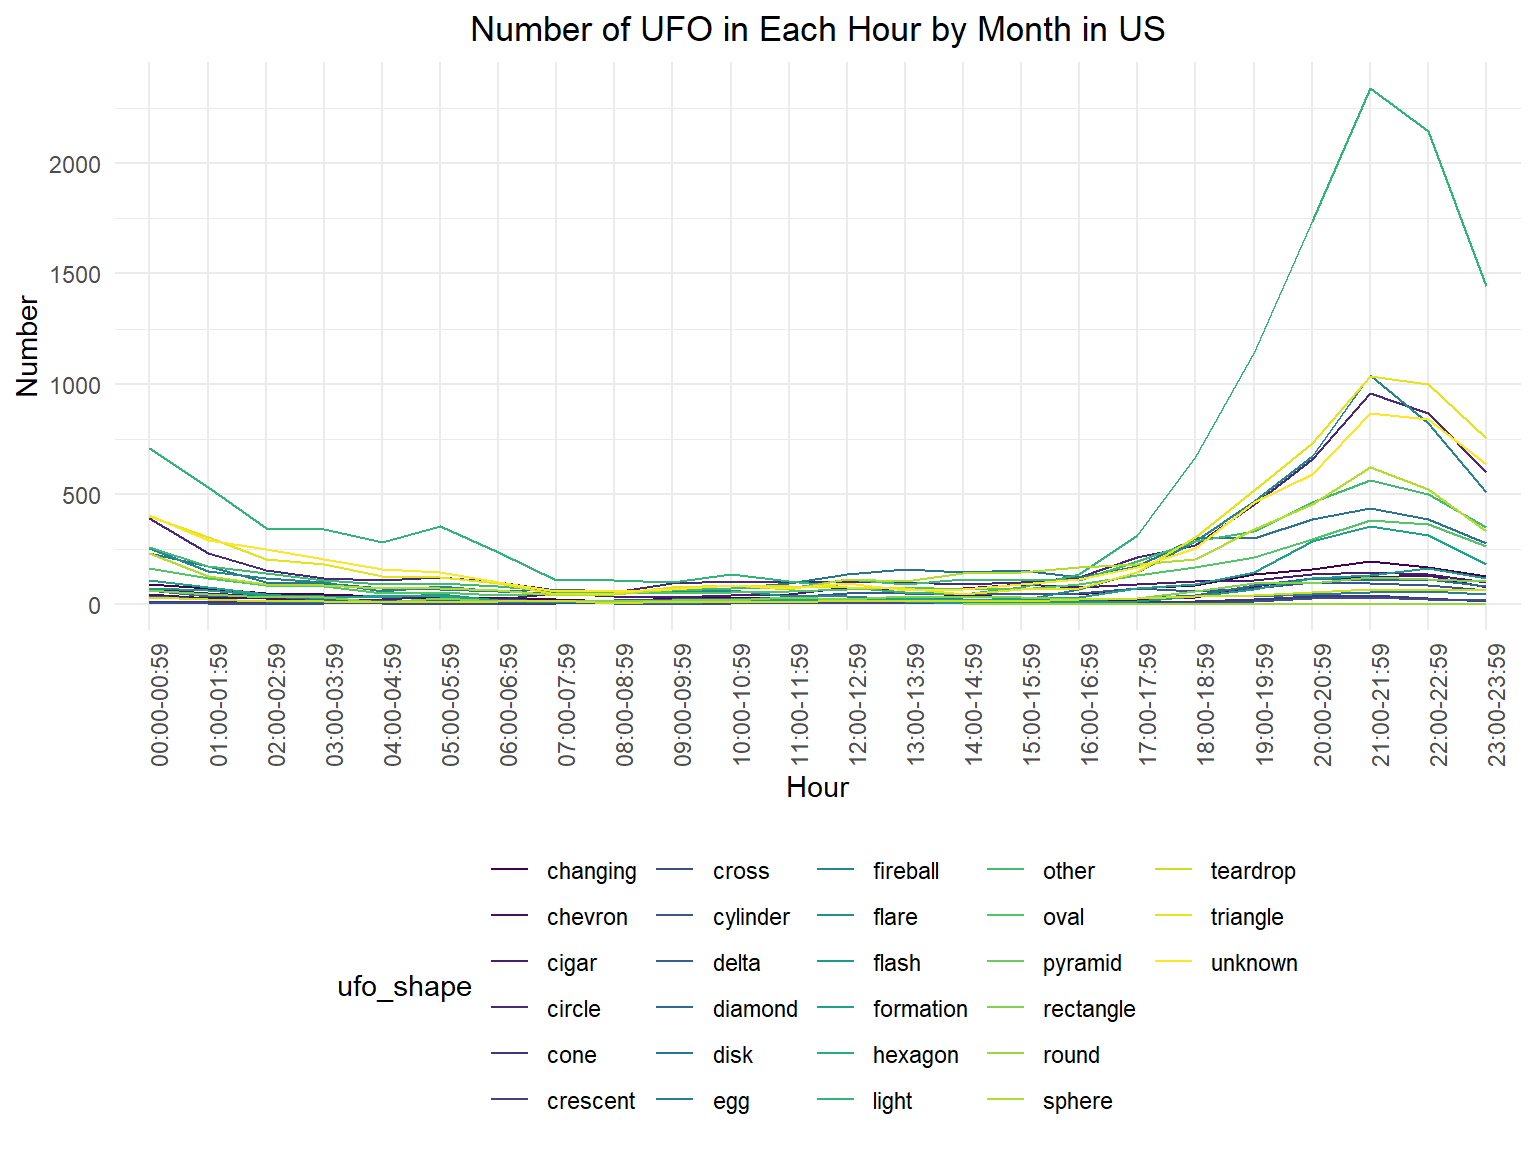 Number of UFO in Each Hour by Month in US
Number
2000
1500
1000
500
0
00:00-00:59
01:00-01:59
02:00-02:59
03:00-03:59
04:00-04:59
05:00-05:59
06:00-06:59
07:00-07:59
08:00-08:59
09:00-09:59
10:00-10:59
11:00-11:59
12:00-12:59
13:00-13:59
14:00-14:59
15:00-15:59
16:00-16:59
17:00-17:59
18:00-18:59
19:00-19:59
20:00-20:59
21:00-21:59
22:00-22:59
23:00-23:59
Hour
ufo_shape
changing
chevron
cigar
circle
cone
crescent
cross
cylinder
delta
diamond
disk
egg
fireball
flare
flash
formation
hexagon
light
other
oval
pyramid
rectangle
round
sphere
teardrop
triangle
unknown